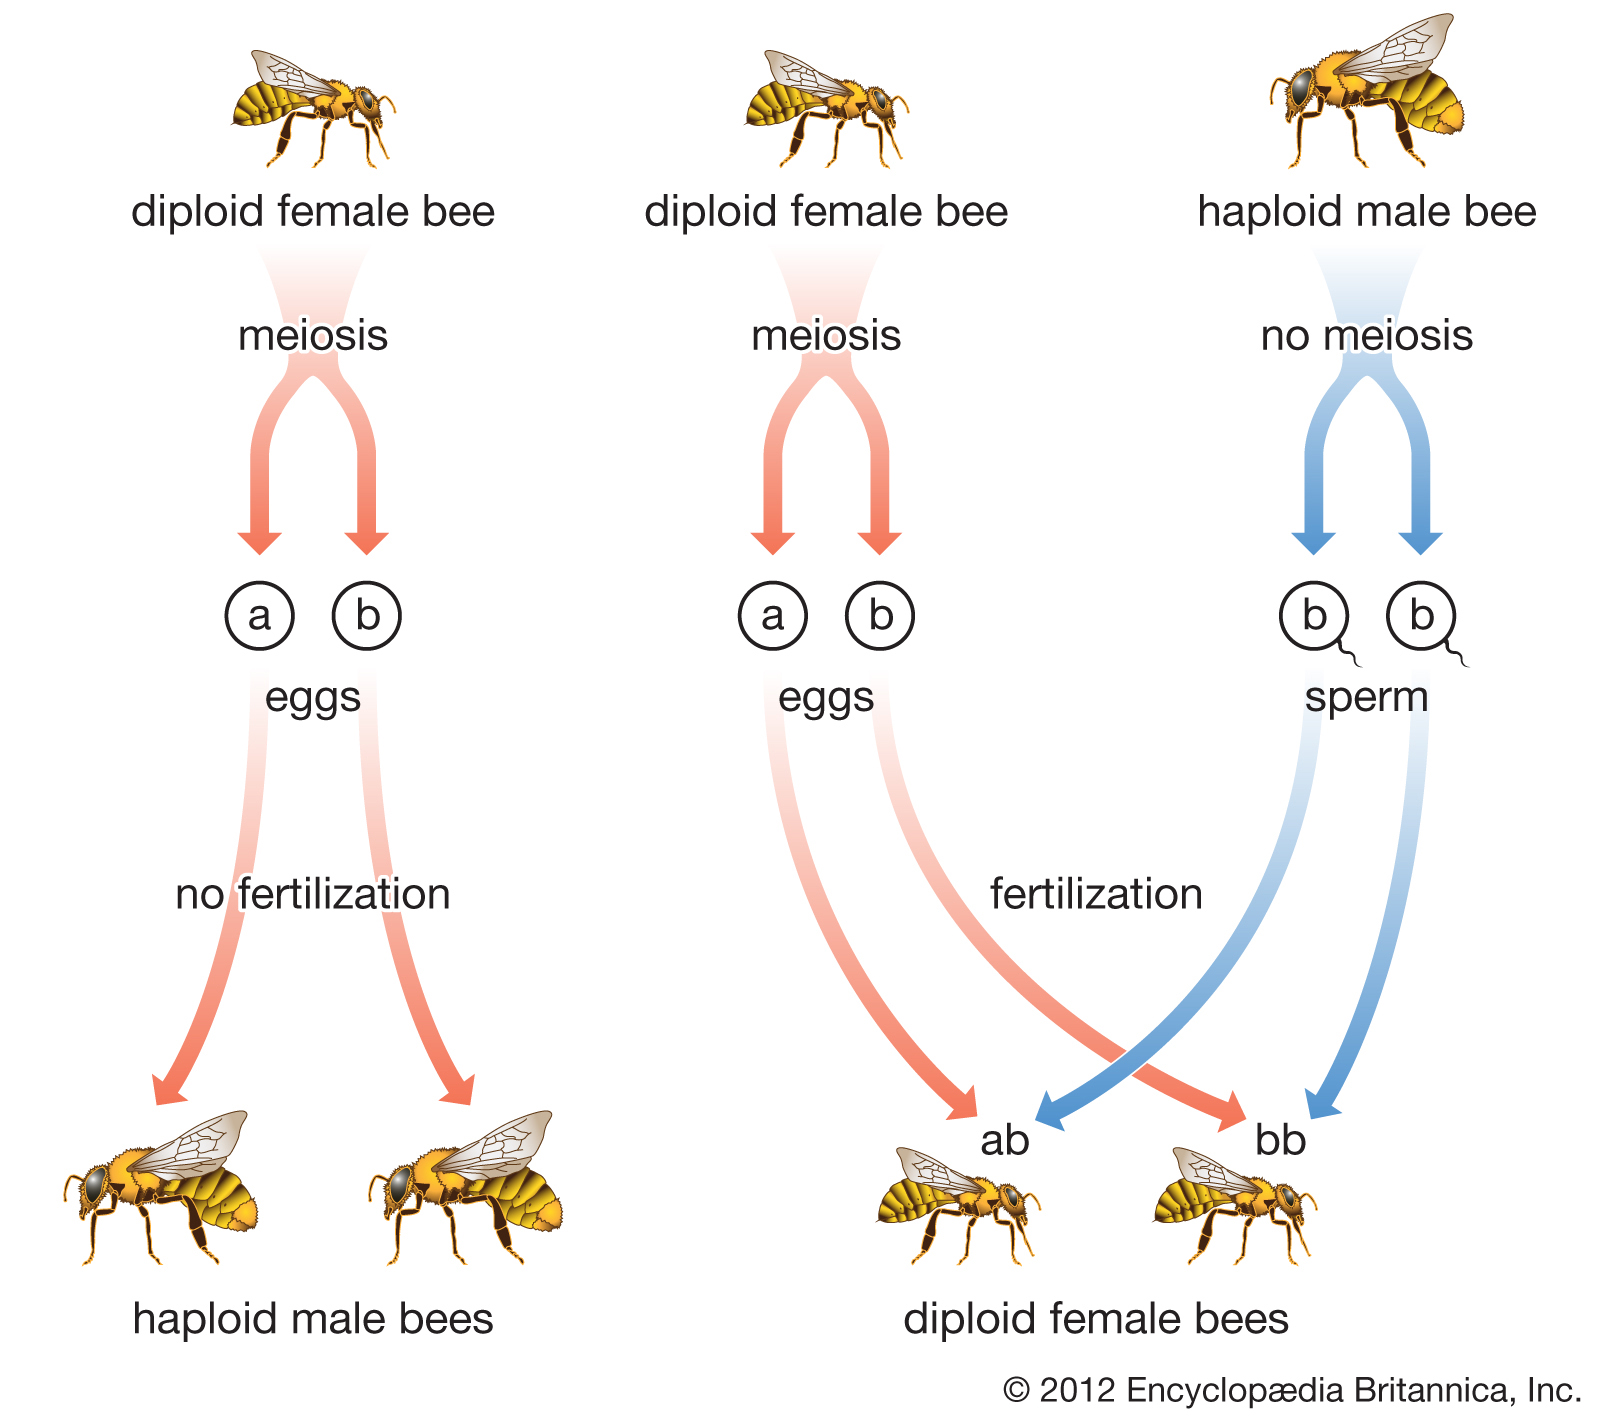 diploid female bee
diploid female bee
haploid male bee
meiosis
meiosis
no meiosis
a
b
a
b
b
b
eggs
eggs
sperm
no fertilization
fertilization
ab
bb
haploid male bees
diploid female bees
© 2012 Encyclopædia Britannica, Inc.